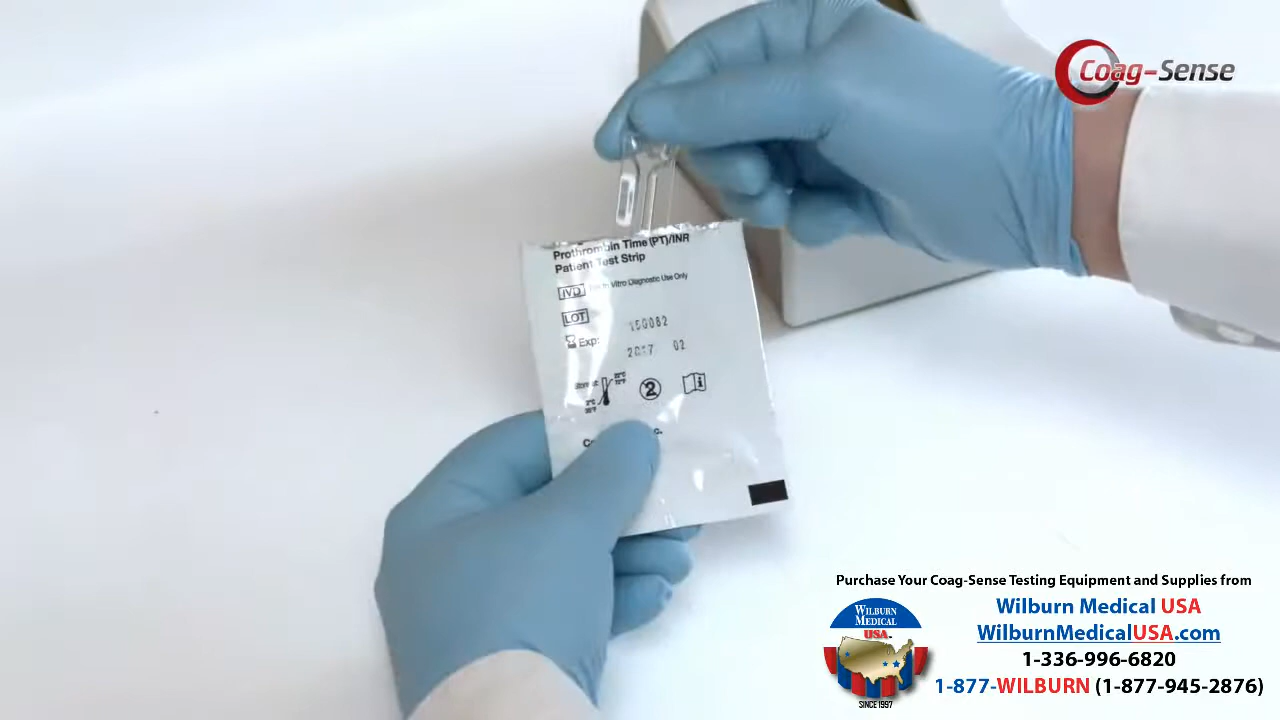 Coag-Sense
Prothrombin Time (PT)/INR
Patient Test Strip
IVD For In Vitro Diagnostic Use Only
LOT 150062
Exp: 2017 02
2
i
Purchase Your Coag-Sense Testing Equipment and Supplies from
WILBURN
MEDICAL
USA
SINCE 1997
Wilburn Medical USA
WilburnMedicalUSA.com
1-336-996-6820
1-877-WILBURN (1-877-945-2876)